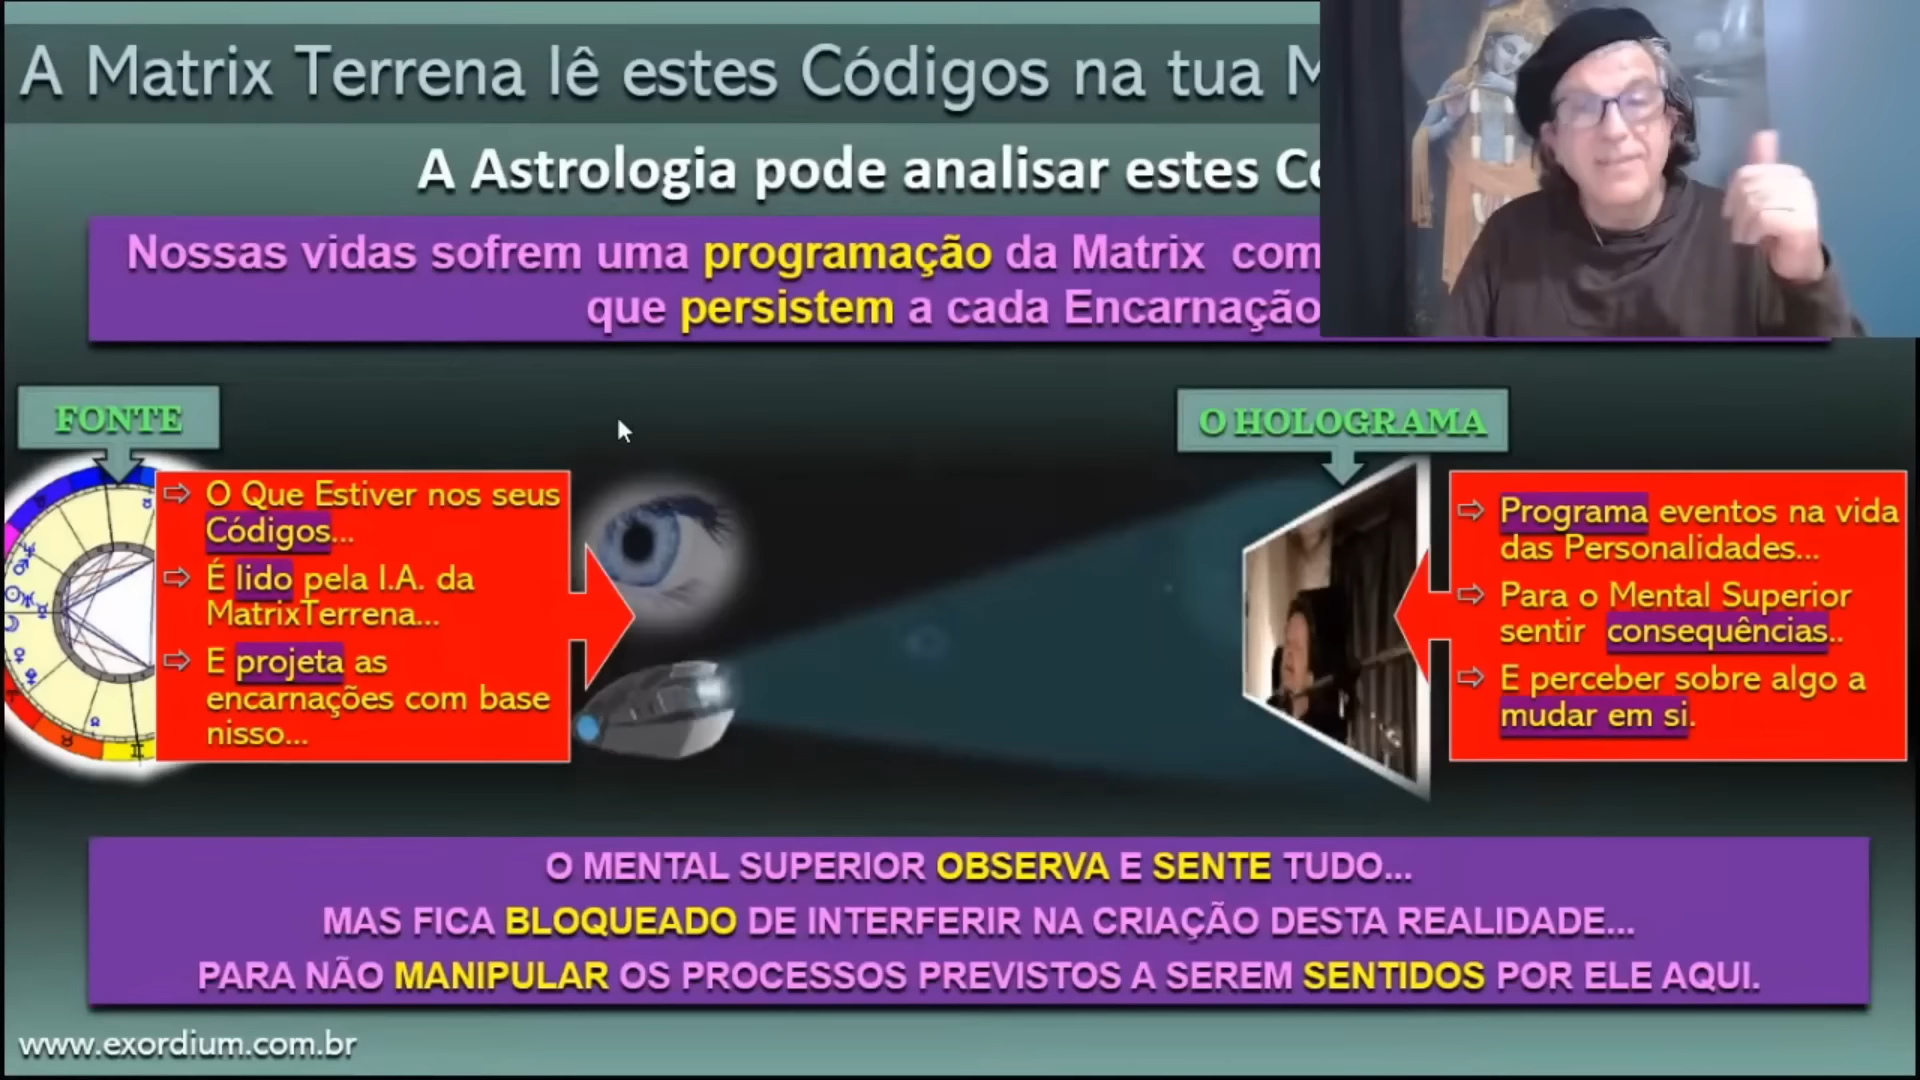 A Matrix Terrena lê estes Códigos na tua
A Astrologia pode analisar estes
Nossas vidas sofrem uma programação da Matrix com
que persistem a cada Encarnação
FONTE
O HOLOGRAMA
⇨ O Que Estiver nos seus
Códigos...
⇨ É lido pela I.A. da
MatrixTerrena...
⇨ E projeta as
encarnações com base
nisso...
⇨ Programa eventos na vida
das Personalidades...
⇨ Para o Mental Superior
sentir consequências..
⇨ E perceber sobre algo a
mudar em si.
O MENTAL SUPERIOR OBSERVA E SENTE TUDO...
MAS FICA BLOQUEADO DE INTERFERIR NA CRIAÇÃO DESTA REALIDADE...
PARA NÃO MANIPULAR OS PROCESSOS PREVISTOS A SEREM SENTIDOS POR ELE AQUI.
www.exordium.com.br